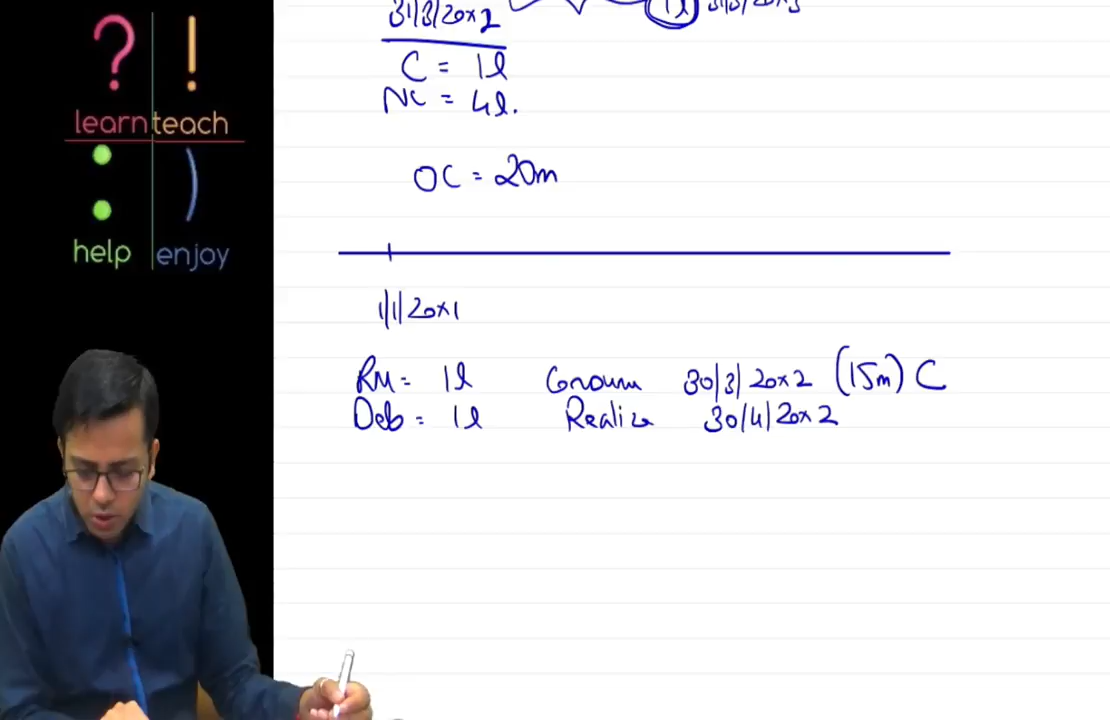 ? !
learn teach
: )
help enjoy
31/3/20x2
C = 1l
NC = 4l.
OC = 20m
1/1/20x1
RM = 1l Consum 30/3/20x2 (15m) C
Deb = 1l Realize 30/4/20x2